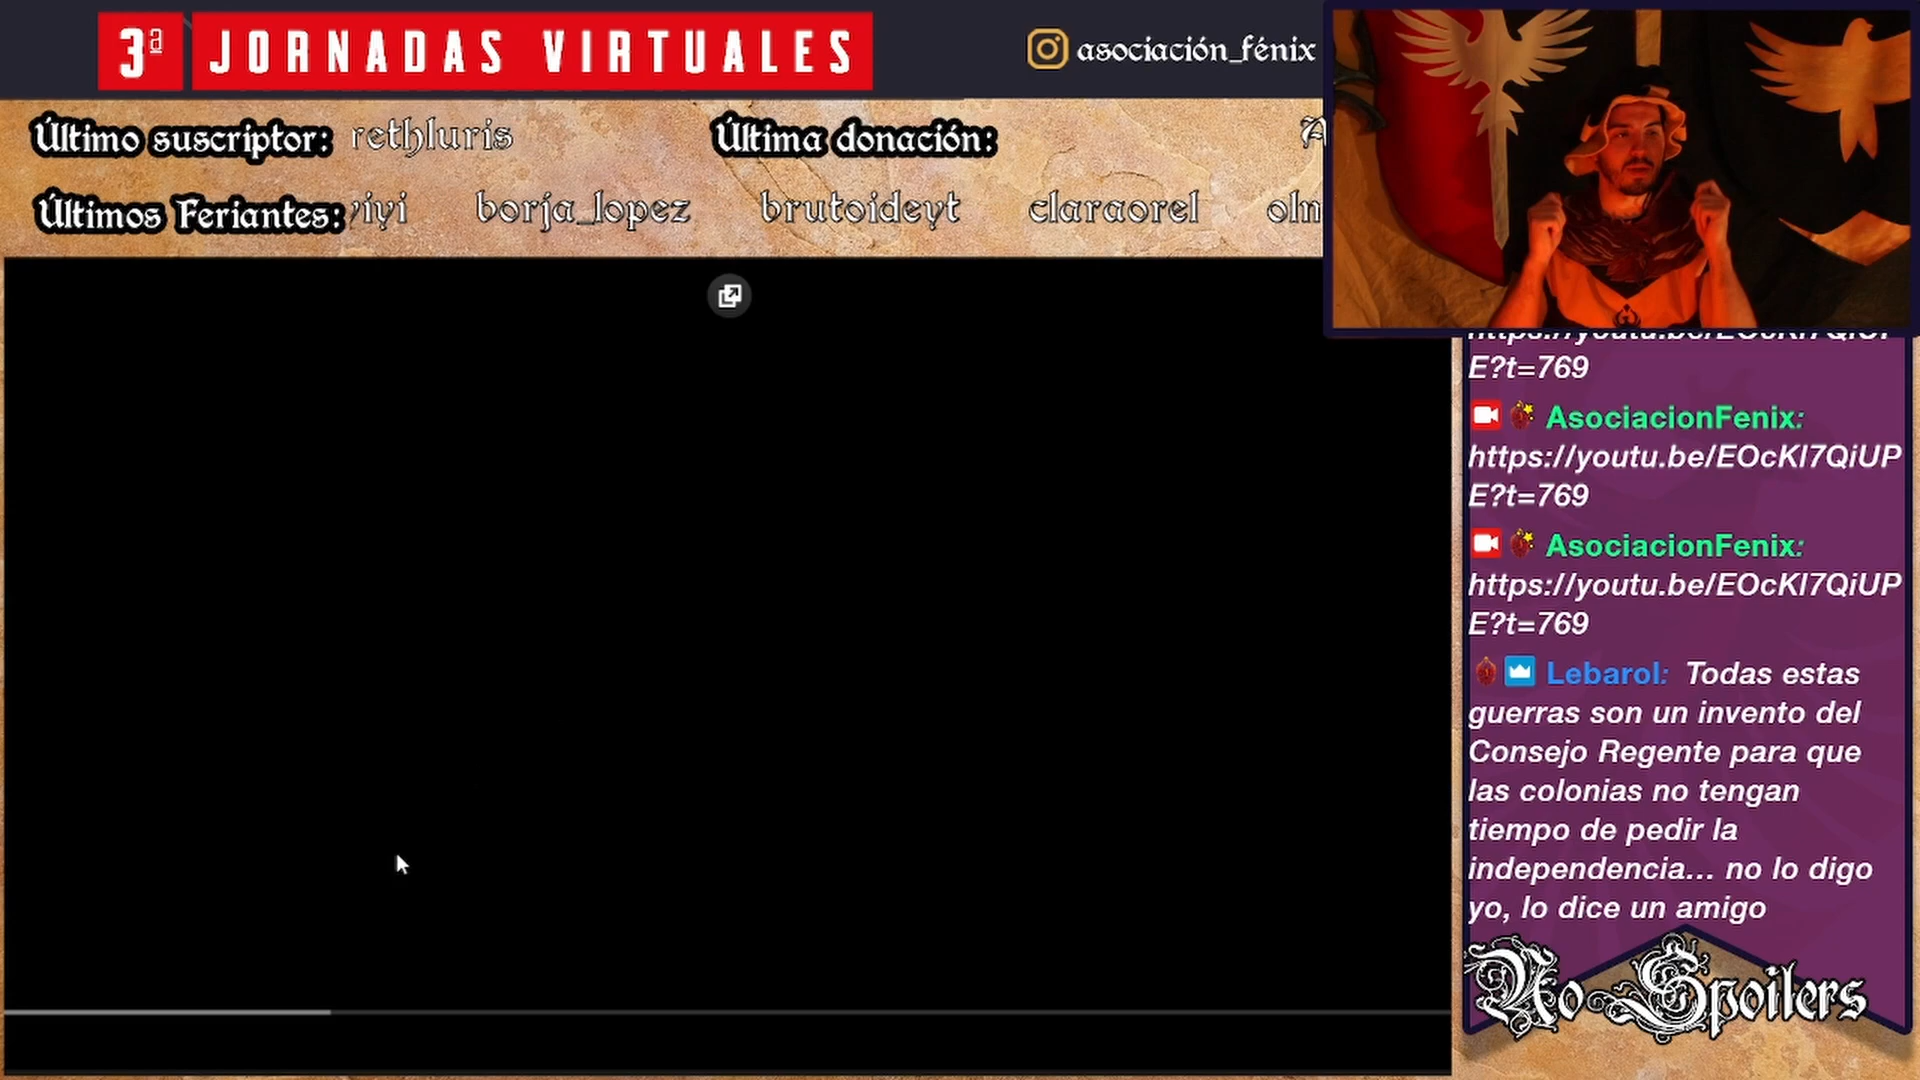 3ª JORNADAS VIRTUALES
asociación_fénix
Último suscriptor: rethluris
Última donación:
Últimos Feriantes: borja_lopez brutoideyt claraorel
E?t=769
AsociacionFenix:
https://youtu.be/EOcKI7QiUP
E?t=769
AsociacionFenix:
https://youtu.be/EOcKI7QiUP
E?t=769
Lebarol: Todas estas
guerras son un invento del
Consejo Regente para que
las colonias no tengan
tiempo de pedir la
independencia... no lo digo
yo, lo dice un amigo
No Spoilers